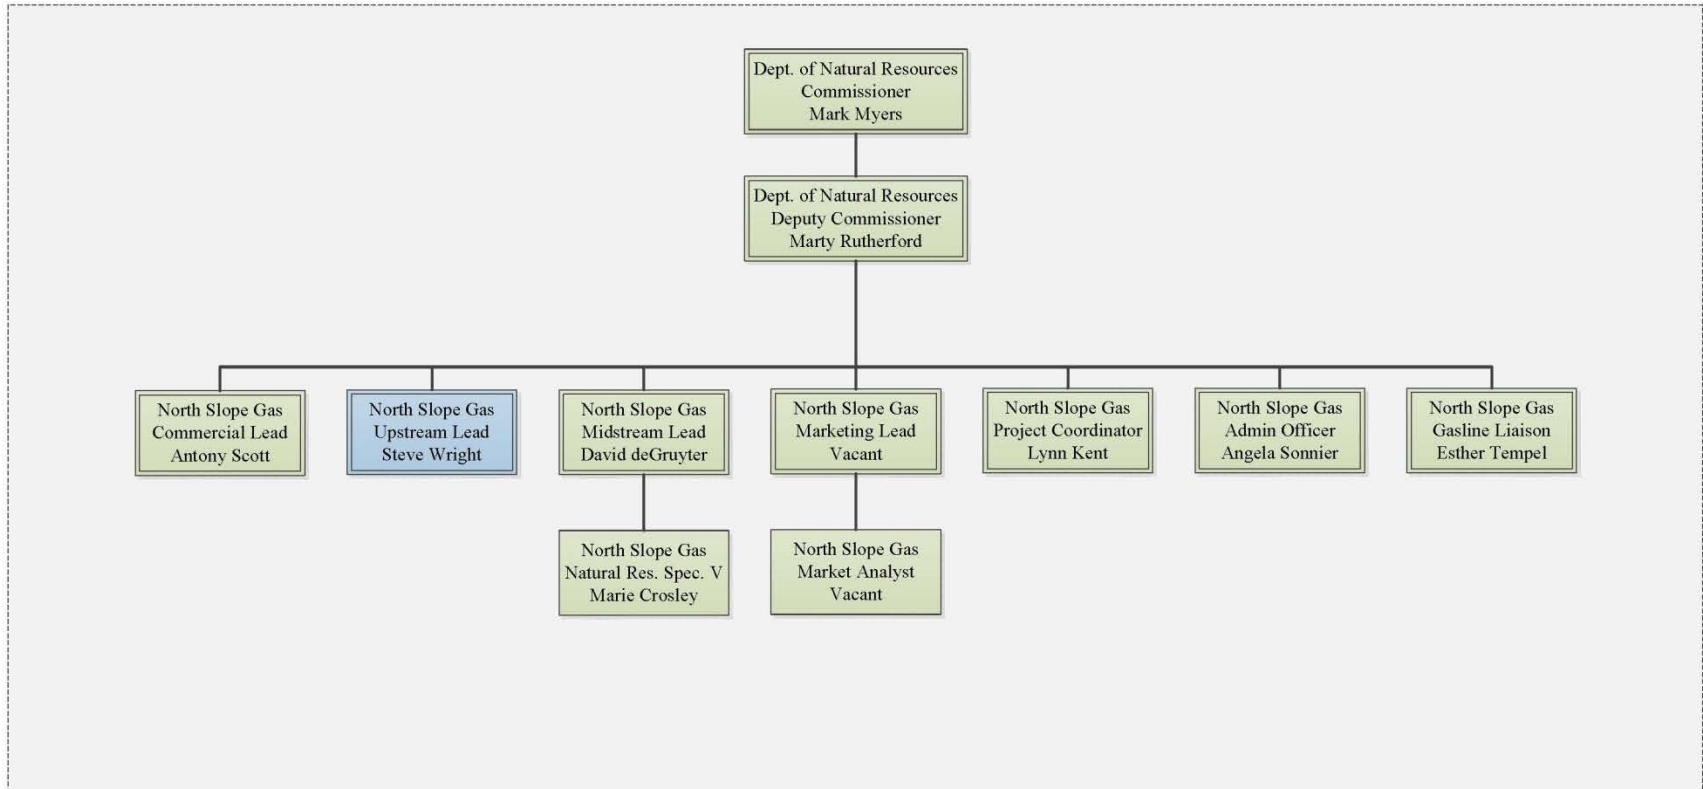 Dept. of Natural Resources
Commissioner
Mark Myers
Dept. of Natural Resources
Deputy Commissioner
Marty Rutherford
North Slope Gas
Commercial Lead
Antony Scott
North Slope Gas
Upstream Lead
Steve Wright
North Slope Gas
Midstream Lead
David deGruyter
North Slope Gas
Marketing Lead
Vacant
North Slope Gas
Project Coordinator
Lynn Kent
North Slope Gas
Admin Officer
Angela Sonnier
North Slope Gas
Gasline Liaison
Esther Tempel
North Slope Gas
Natural Res. Spec. V
Marie Crosley
North Slope Gas
Market Analyst
Vacant